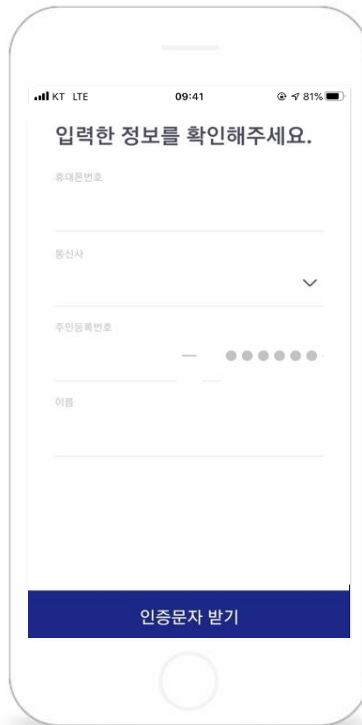 KT LTE 09:41 81%
입력한 정보를 확인해주세요.
휴대폰번호
통신사
주민등록번호
이름
인증문자 받기